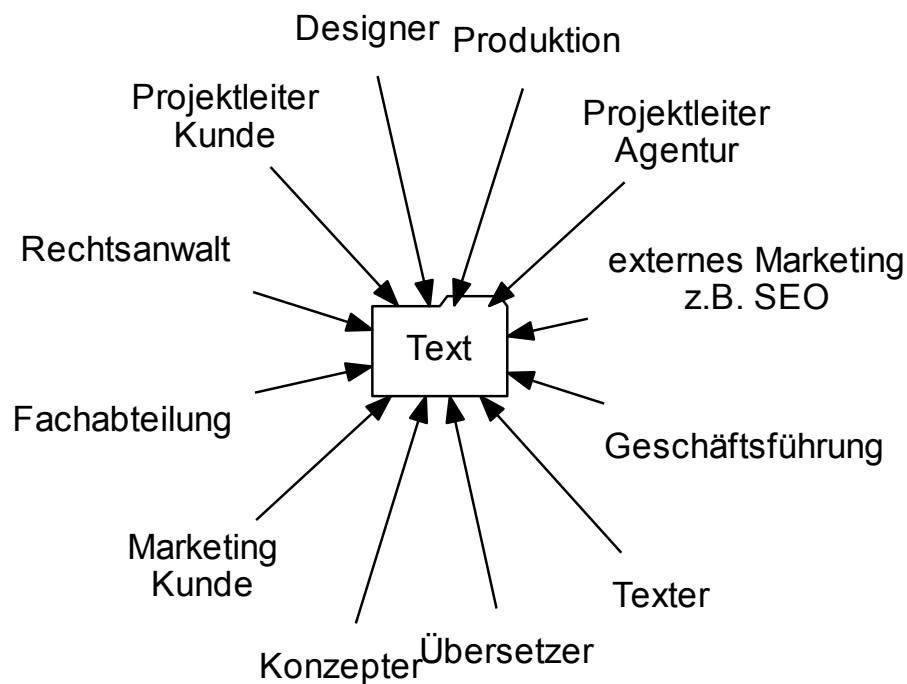 Designer
Produktion
Projektleiter
Kunde
Projektleiter
Agentur
Rechtsanwalt
externes Marketing
z.B. SEO
Text
Fachabteilung
Geschäftsführung
Marketing
Kunde
Texter
Konzepter
Übersetzer